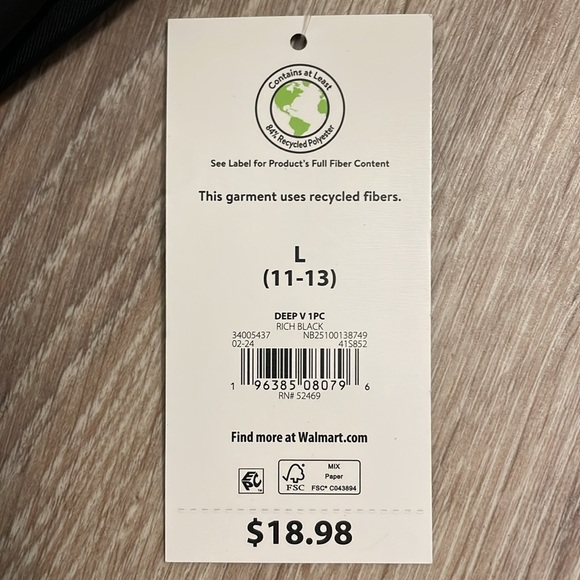 Contains at Least
84% Recycled Polyester
See Label for Product's Full Fiber Content
This garment uses recycled fibers.
L
(11-13)
DEEP V 1PC
RICH BLACK
34005437 NB25100138749
02-24 41S852
1 96385 08079 6
RN# 52469
Find more at Walmart.com
FSC
MIX
Paper
FSC® C043894
$18.98